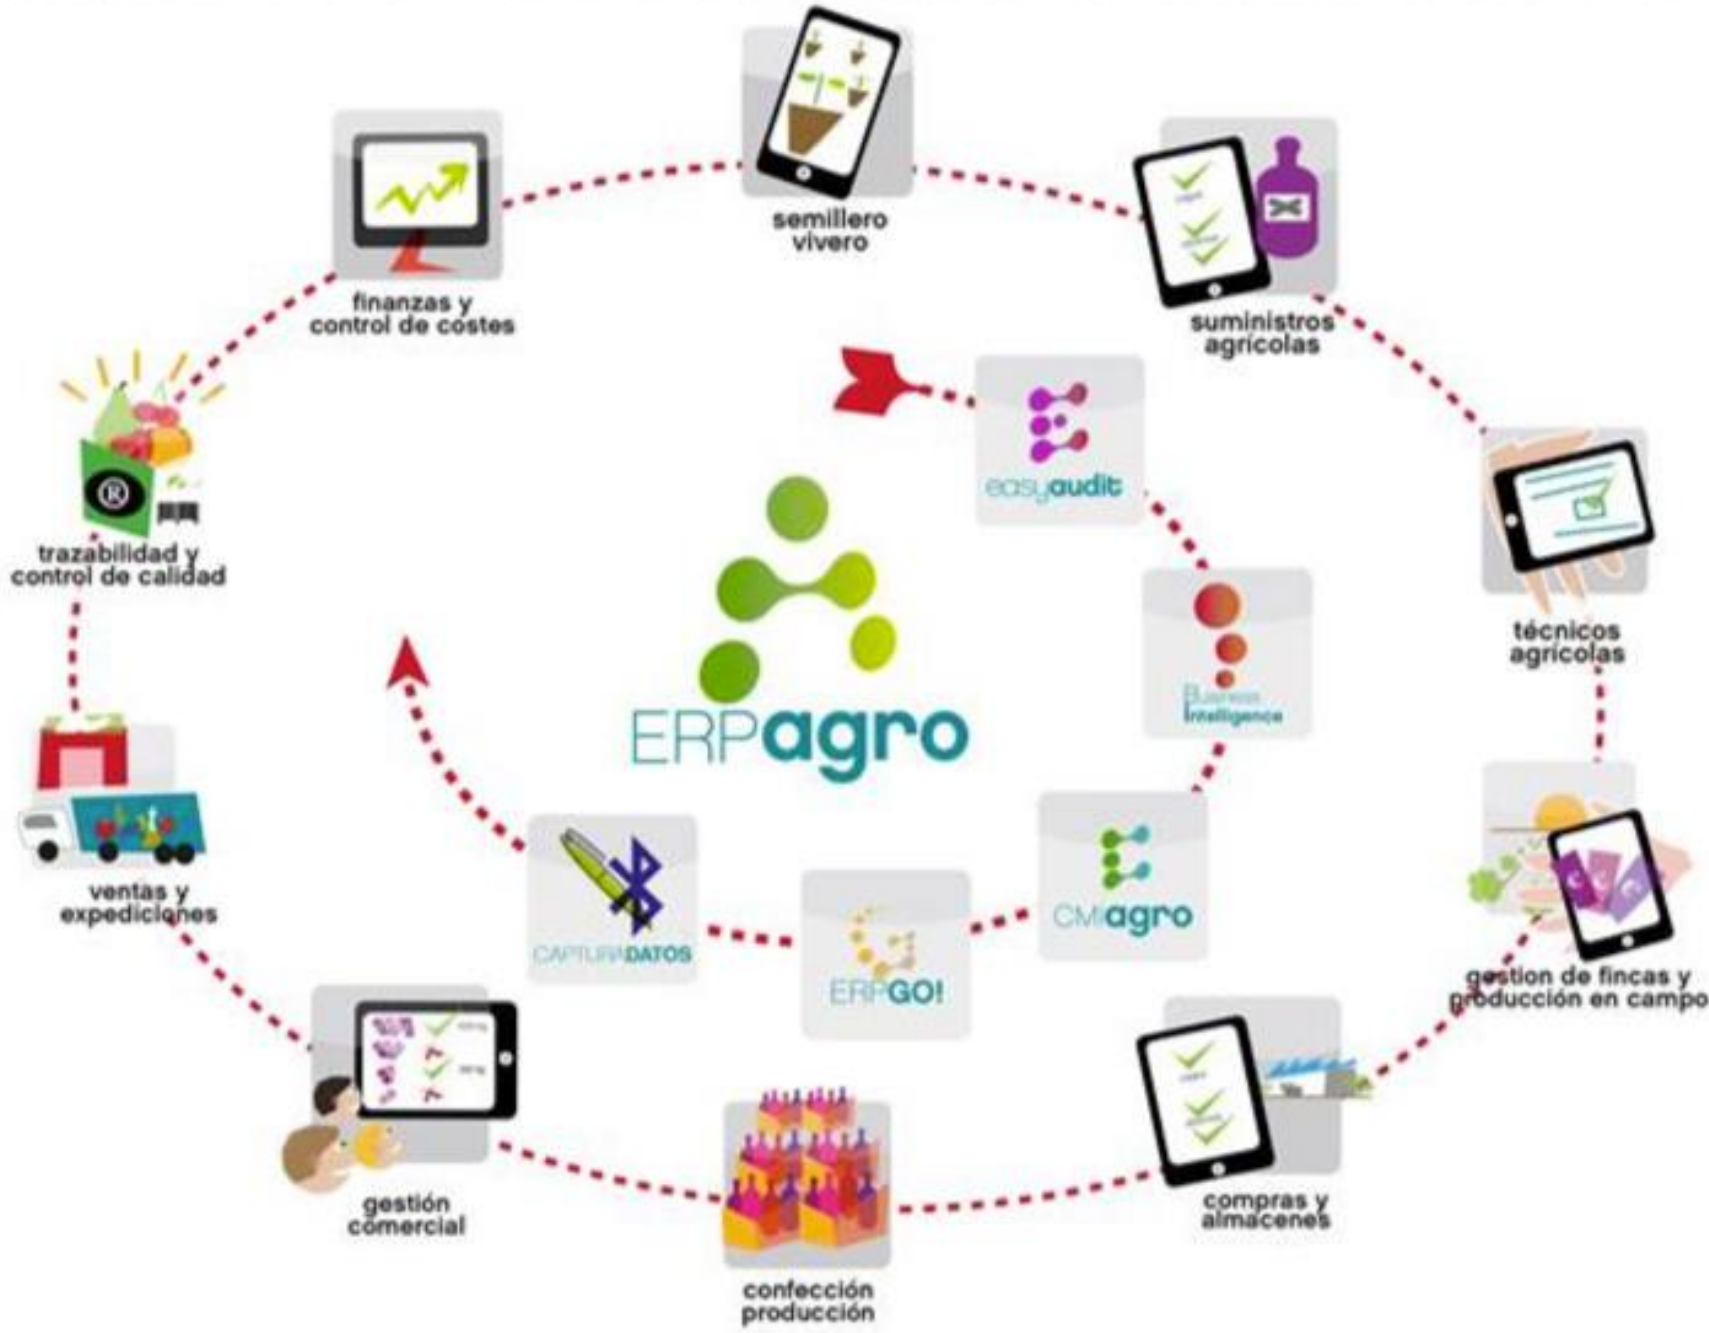 semillero
vivero
finanzas y
control de costes
suministros
agrícolas
easyaudit
®
trazabilidad y
control de calidad
técnicos
agrícolas
Business
Intelligence
ERPagro
CMIagro
ventas y
expediciones
CAPTURADATOS
ERPGO!
gestion de fincas y
producción en campo
gestión
comercial
compras y
almacenes
confección
producción